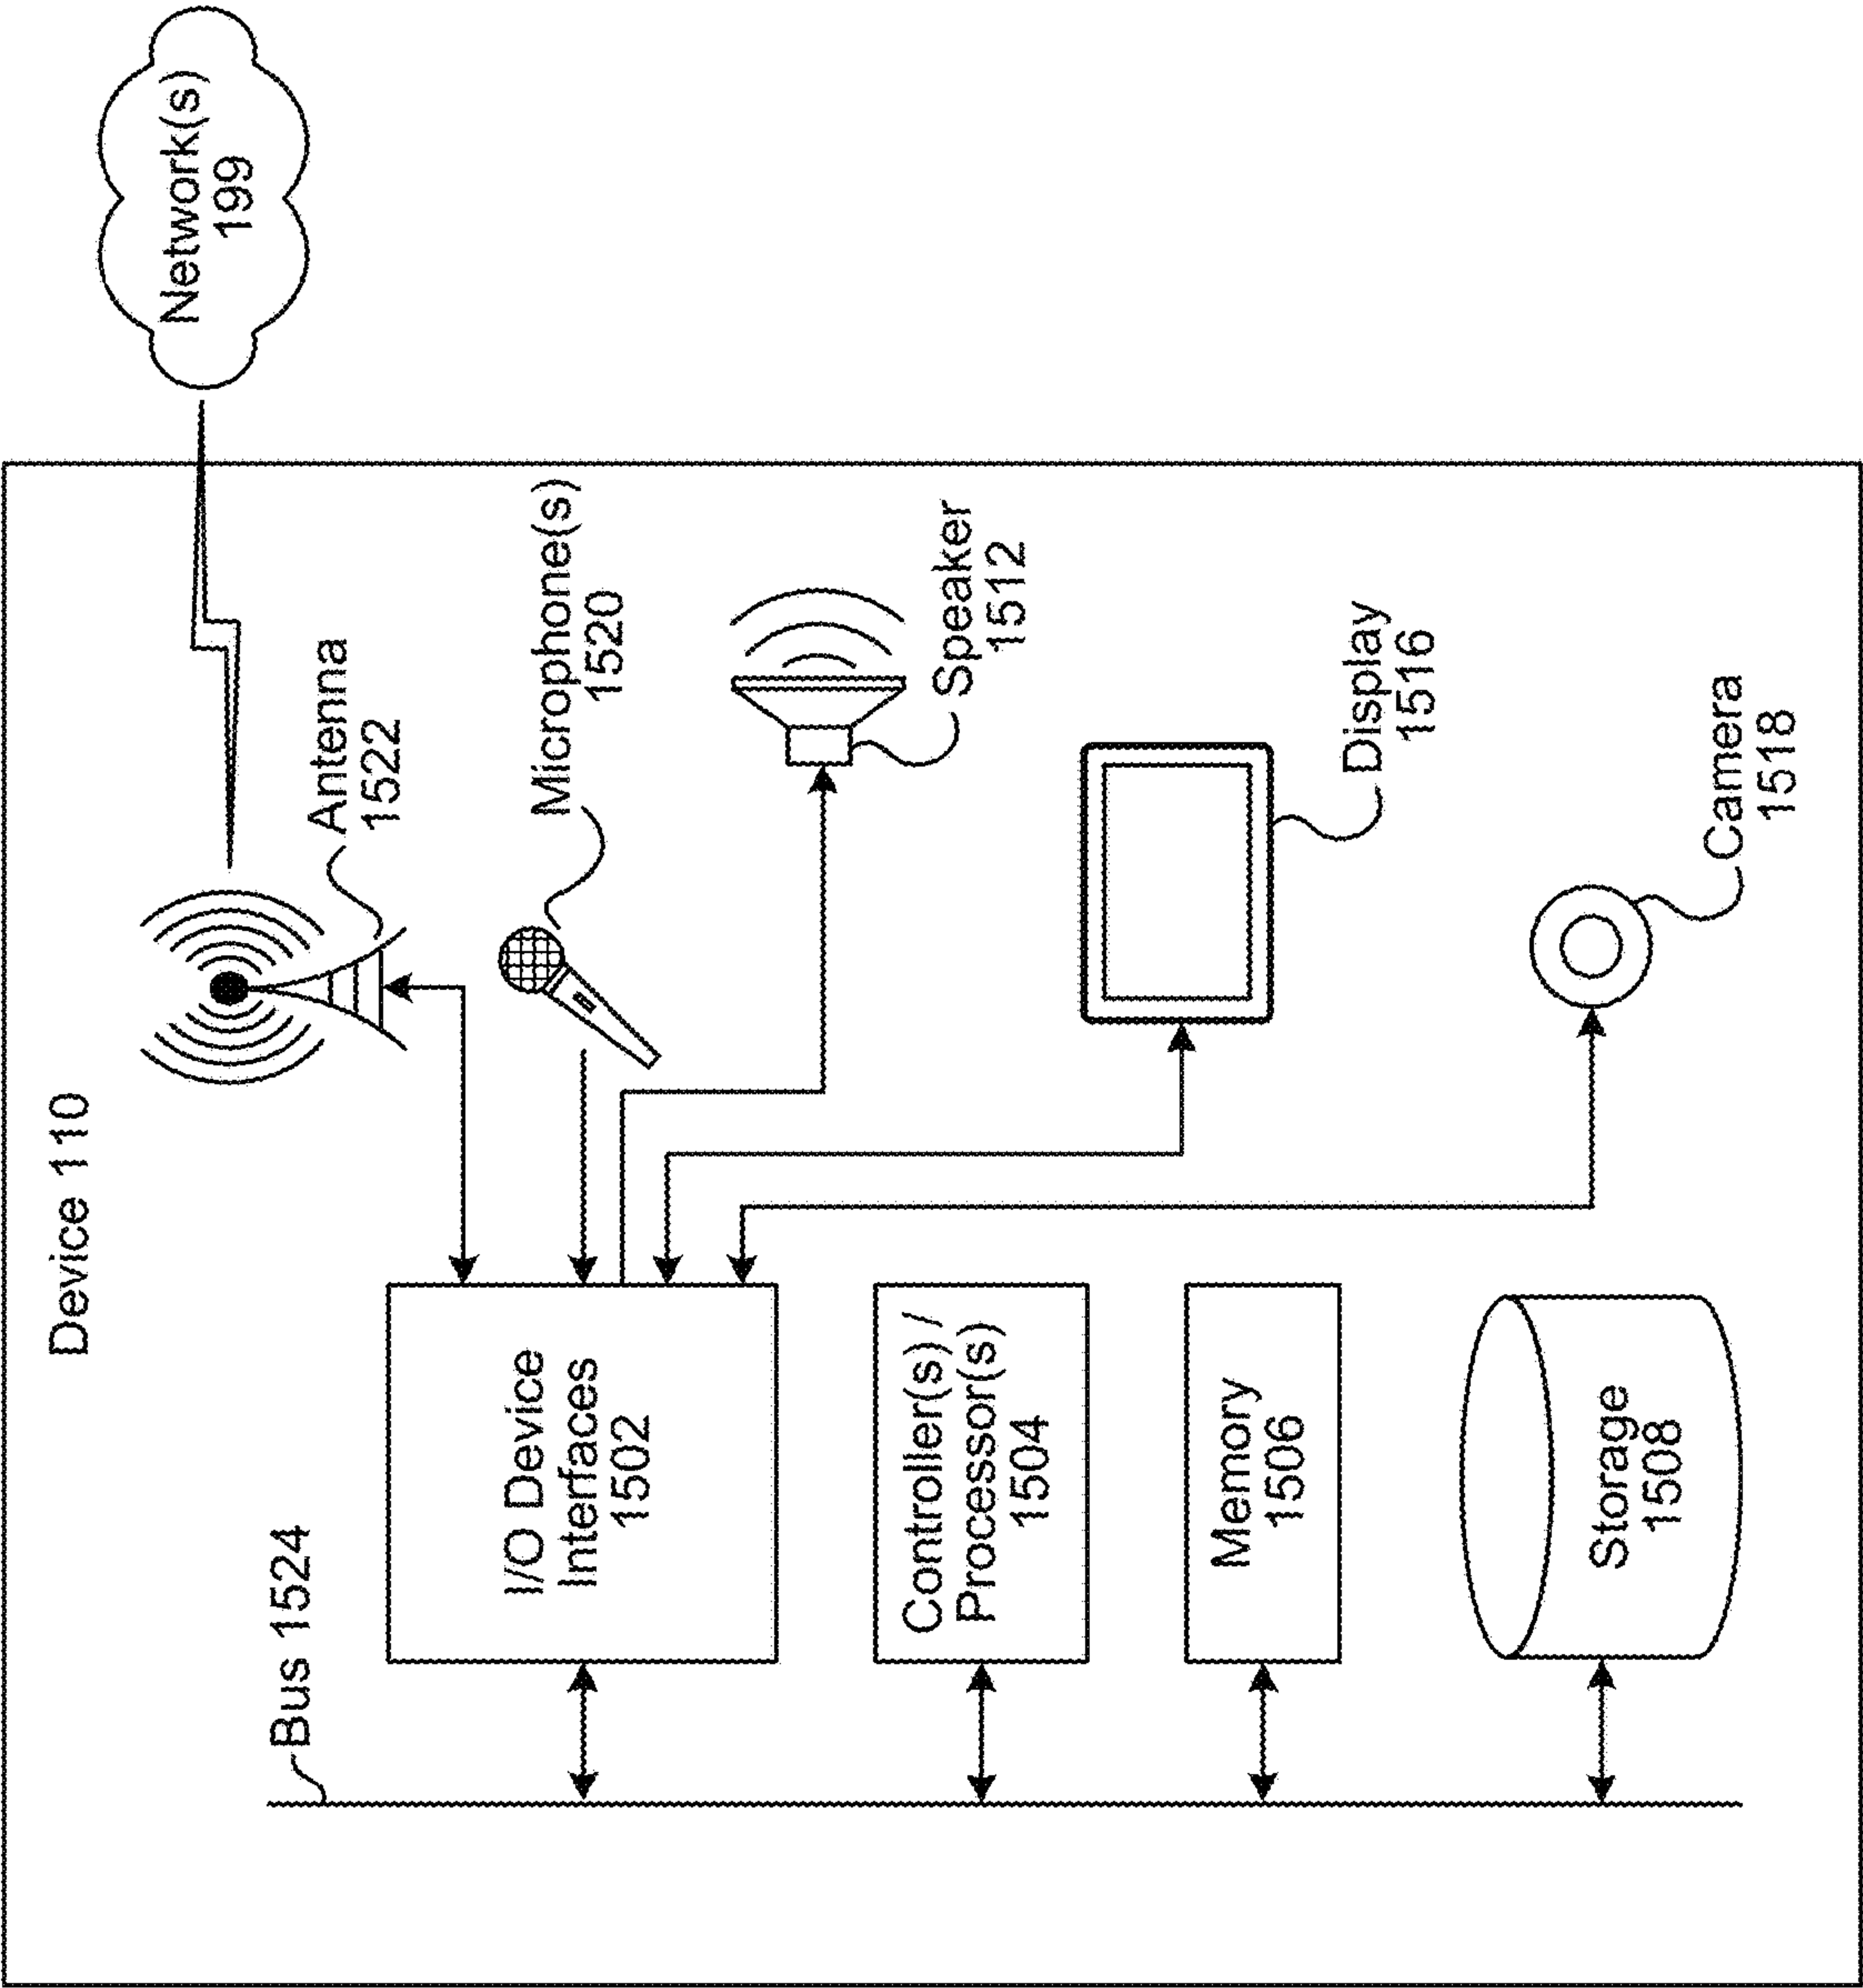 Device 110
Network(s)
199
Bus 1524
Antenna
1522
I/O Device
Interfaces
1502
Microphone(s)
1520
Controller(s) /
Processor(s)
1504
Speaker
1512
Memory
1506
Display
1516
Storage
1508
Camera
1518